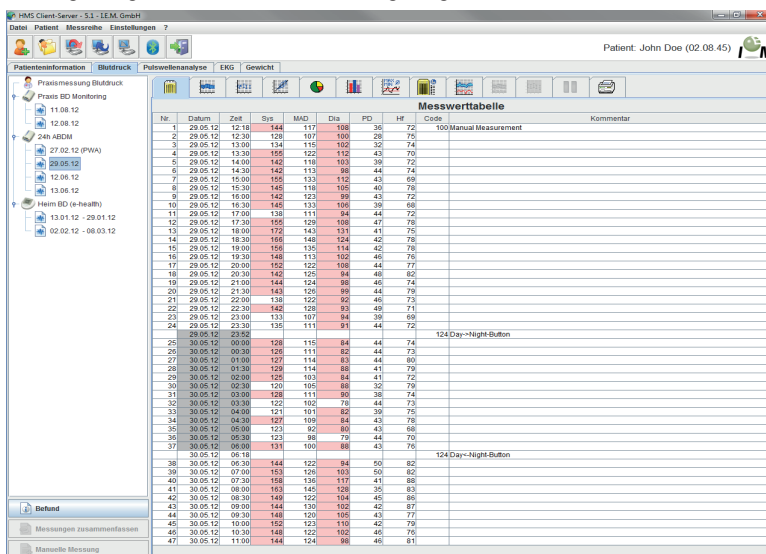 HMS Client-Server - 5.1 - I.E.M. GmbH
Datei Patient Messreihe Einstellungen ?
Patient: John Doe (02.08.45)
Patienteninformation Blutdruck Pulswellenanalyse EKG Gewicht
Praxismessung Blutdruck
Praxis BD Monitoring
11.08.12
12.08.12
24h ABDM
27.02.12 (PWA)
29.05.12
12.06.12
13.06.12
Heim BD (e-health)
13.01.12 - 29.01.12
02.02.12 - 08.03.12
Befund
Messungen zusammenfassen
Manuelle Messung
Messwerttabelle
Nr. Datum Zeit Sys MAD Dia PD Hf Code Kommentar
1 29.05.12 12:18 144 117 108 36 72 100 Manual Measurement
2 29.05.12 12:30 128 107 100 28 75
3 29.05.12 13:00 134 115 102 32 74
4 29.05.12 13:30 155 122 112 43 70
5 29.05.12 14:00 142 118 103 39 72
6 29.05.12 14:30 142 113 98 44 74
7 29.05.12 15:00 155 133 112 43 69
8 29.05.12 15:30 145 118 105 40 78
9 29.05.12 16:00 142 123 99 43 72
10 29.05.12 16:30 145 133 106 39 68
11 29.05.12 17:00 138 111 94 44 72
12 29.05.12 17:30 155 129 108 47 78
13 29.05.12 18:00 172 143 131 41 75
14 29.05.12 18:30 166 148 124 42 78
15 29.05.12 19:00 156 135 114 42 78
16 29.05.12 19:30 148 113 102 46 76
17 29.05.12 20:00 152 122 108 44 77
18 29.05.12 20:30 142 125 94 48 82
19 29.05.12 21:00 144 124 98 46 74
20 29.05.12 21:30 143 126 99 44 79
21 29.05.12 22:00 138 122 92 46 73
22 29.05.12 22:30 142 128 93 49 71
23 29.05.12 23:00 133 107 94 39 69
24 29.05.12 23:30 135 111 91 44 72
29.05.12 23:52 124 Day->Night-Button
25 30.05.12 00:00 128 115 84 44 74
26 30.05.12 00:30 126 111 82 44 73
27 30.05.12 01:00 127 114 83 44 80
28 30.05.12 01:30 129 114 88 41 79
29 30.05.12 02:00 125 103 84 41 72
30 30.05.12 02:30 120 105 88 32 79
31 30.05.12 03:00 128 111 90 38 74
32 30.05.12 03:30 122 102 78 44 73
33 30.05.12 04:00 121 101 82 39 75
34 30.05.12 04:30 127 109 84 43 78
35 30.05.12 05:00 123 92 80 43 68
36 30.05.12 05:30 123 98 79 44 70
37 30.05.12 06:00 131 100 88 43 76
30.05.12 06:18 124 Day<-Night-Button
38 30.05.12 06:30 144 122 94 50 82
39 30.05.12 07:00 153 126 103 50 82
40 30.05.12 07:30 158 136 117 41 88
41 30.05.12 08:00 163 145 128 35 83
42 30.05.12 08:30 149 122 104 45 86
43 30.05.12 09:00 144 130 102 42 87
44 30.05.12 09:30 148 120 105 43 77
45 30.05.12 10:00 152 123 110 42 79
46 30.05.12 10:30 148 122 102 46 76
47 30.05.12 11:00 144 124 98 46 81